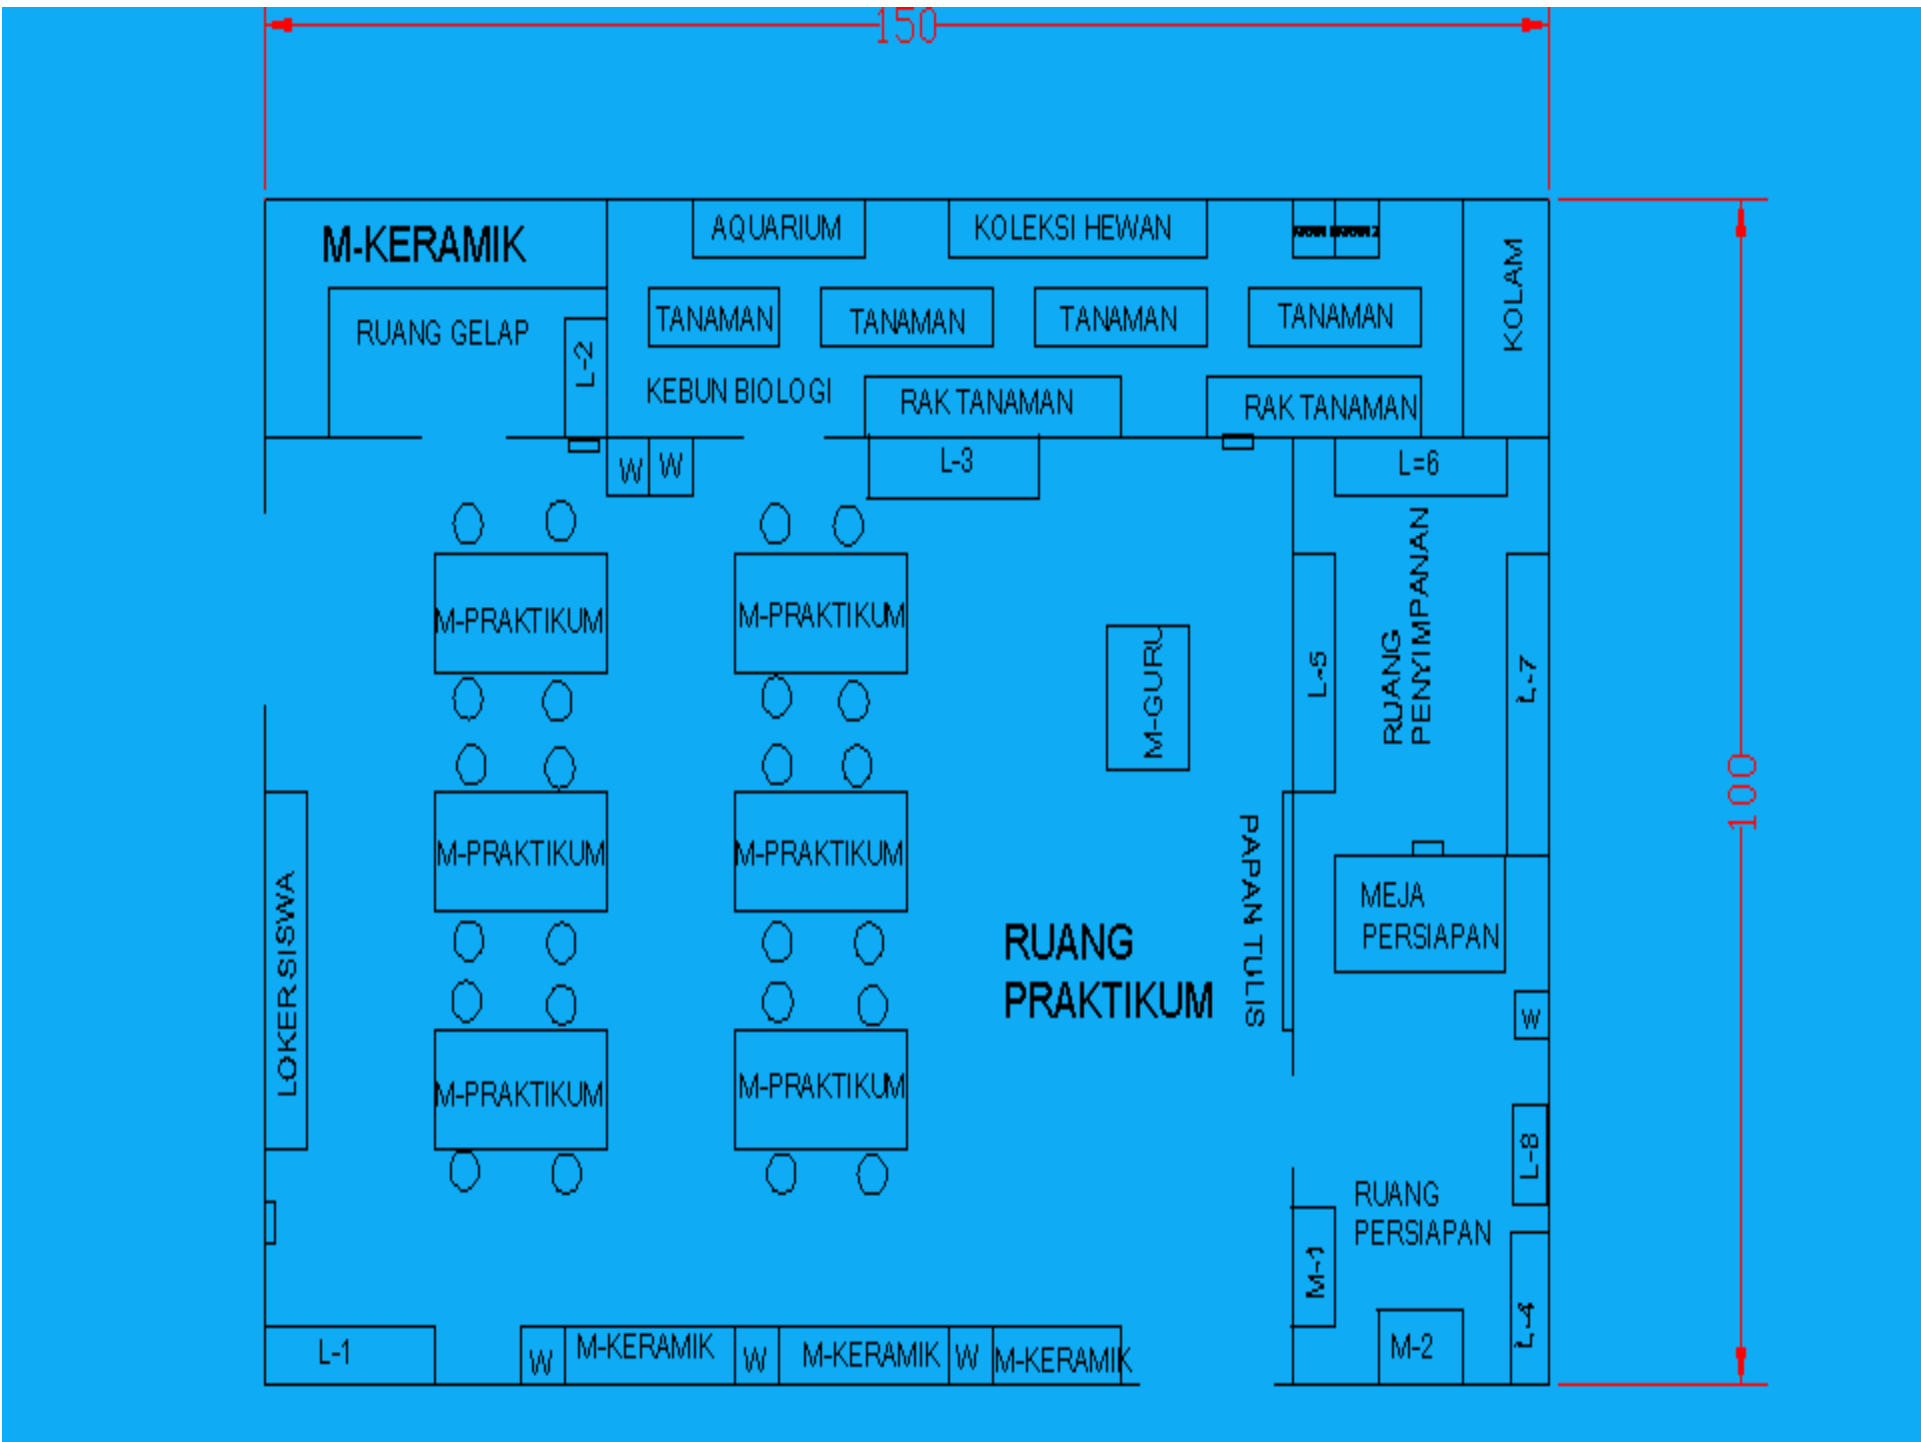 150
M-KERAMIK
AQUARIUM
KOLEKSI HEWAN
KOLAM
RUANG GELAP
L-2
TANAMAN
TANAMAN
TANAMAN
TANAMAN
KEBUN BIOLOGI
RAK TANAMAN
RAK TANAMAN
W
W
L-3
L=6
M-PRAKTIKUM
M-PRAKTIKUM
M-GURU
L-5
RUANG
PENYIMPANAN
L-7
100
M-PRAKTIKUM
M-PRAKTIKUM
PAPAN TULIS
MEJA
PERSIAPAN
LOKER SISWA
RUANG
PRAKTIKUM
W
M-PRAKTIKUM
M-PRAKTIKUM
L-8
RUANG
PERSIAPAN
M-1
L-4
L-1
W
M-KERAMIK
W
M-KERAMIK
W
M-KERAMIK
M-2